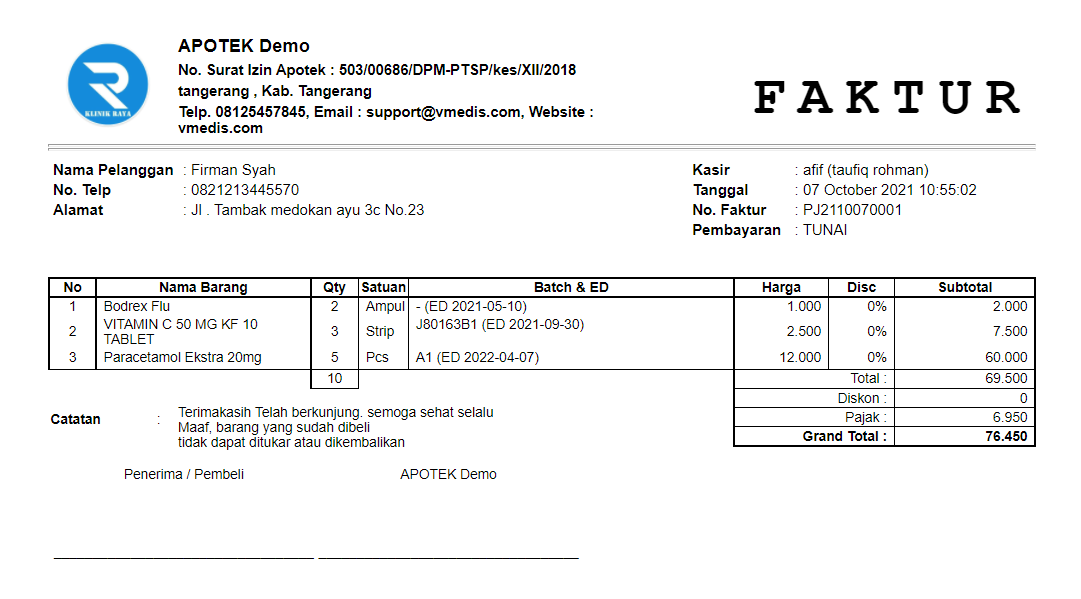 KLINIK RAYA
APOTEK Demo
No. Surat Izin Apotek : 503/00686/DPM-PTSP/kes/XII/2018
tangerang , Kab. Tangerang
Telp. 08125457845, Email : support@vmedis.com, Website :
vmedis.com
FAKTUR
Nama Pelanggan : Firman Syah
No. Telp : 0821213445570
Alamat : Jl . Tambak medokan ayu 3c No.23
Kasir : afif (taufiq rohman)
Tanggal : 07 October 2021 10:55:02
No. Faktur : PJ2110070001
Pembayaran : TUNAI
No Nama Barang Qty Satuan Batch & ED Harga Disc Subtotal
1 Bodrex Flu 2 Ampul - (ED 2021-05-10) 1.000 0% 2.000
2 VITAMIN C 50 MG KF 10 TABLET 3 Strip J80163B1 (ED 2021-09-30) 2.500 0% 7.500
3 Paracetamol Ekstra 20mg 5 Pcs A1 (ED 2022-04-07) 12.000 0% 60.000
10 Total : 69.500
Diskon : 0
Pajak : 6.950
Grand Total : 76.450
Catatan : Terimakasih Telah berkunjung. semoga sehat selalu
Maaf, barang yang sudah dibeli
tidak dapat ditukar atau dikembalikan
Penerima / Pembeli APOTEK Demo